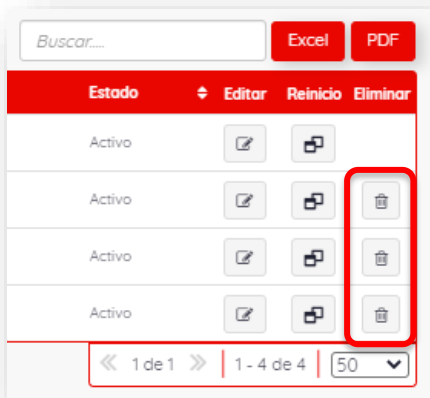 Buscar.... Excel PDF
Estado Editar Reinicio Eliminar
Activo
Activo
Activo
Activo
1 de 1 1 - 4 de 4 50